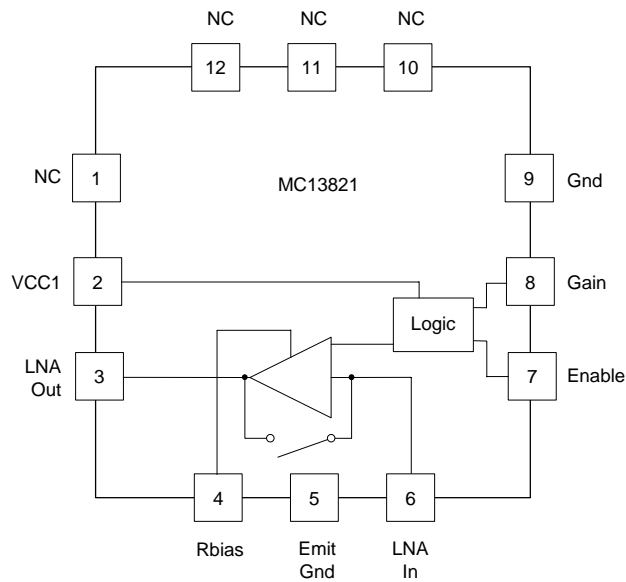 NC NC NC
12 11 10
NC 1 MC13821 9 Gnd
VCC1 2 8 Gain
Logic
LNA
Out 3 7 Enable
4 5 6
Rbias Emit LNA
Gnd In